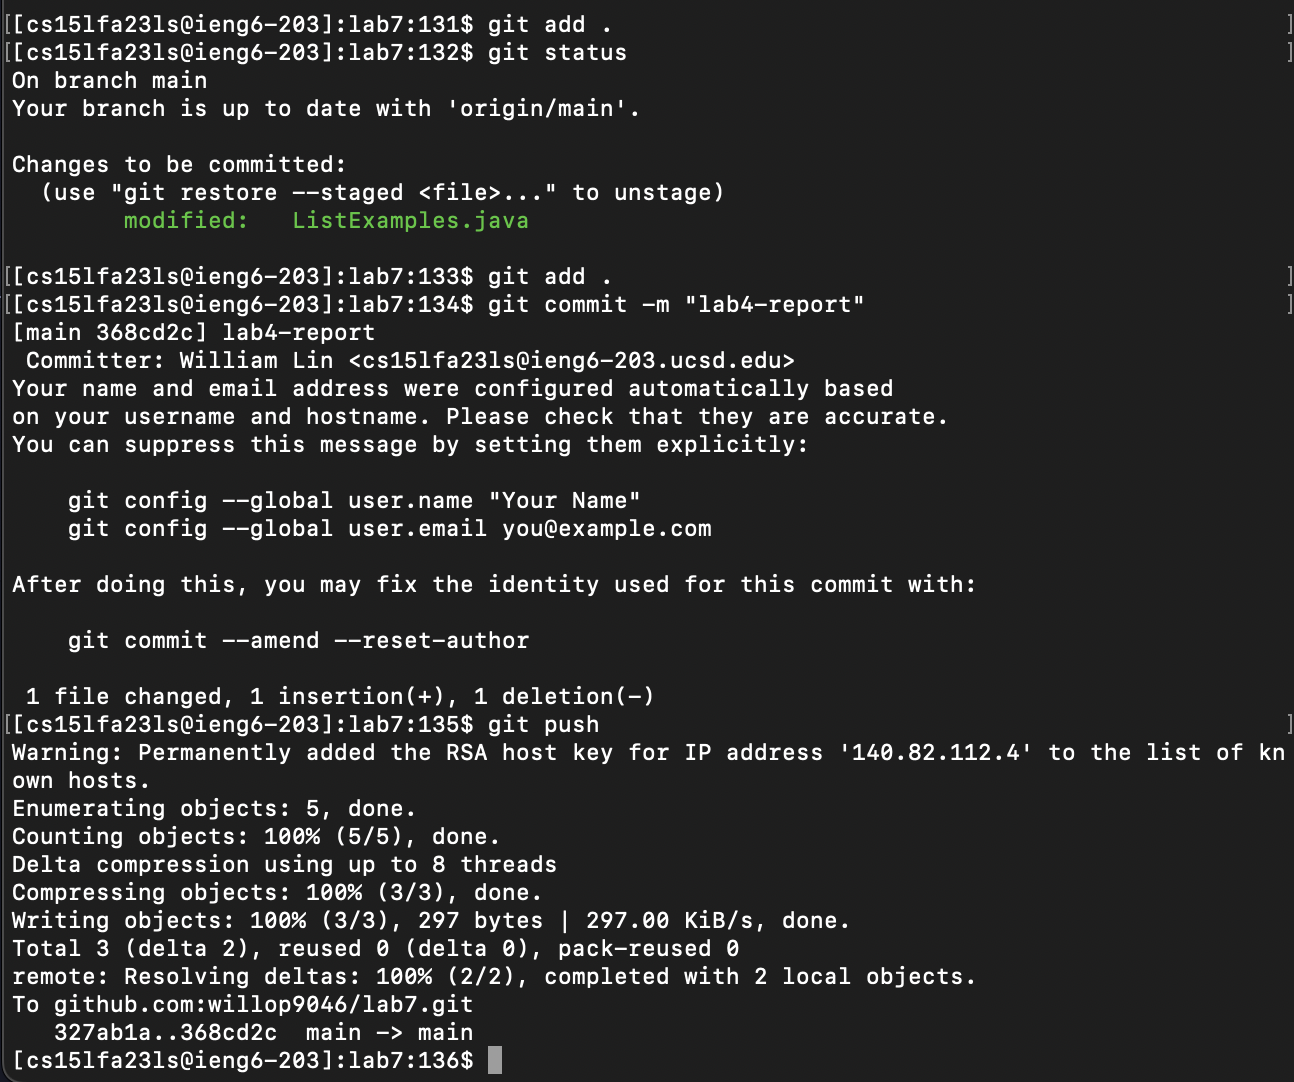 [[cs15lfa23ls@ieng6-203]:lab7:131$ git add . ]
[[cs15lfa23ls@ieng6-203]:lab7:132$ git status ]
On branch main
Your branch is up to date with 'origin/main'.
Changes to be committed:
  (use "git restore --staged <file>..." to unstage)
        modified:   ListExamples.java
[[cs15lfa23ls@ieng6-203]:lab7:133$ git add . ]
[[cs15lfa23ls@ieng6-203]:lab7:134$ git commit -m "lab4-report" ]
[main 368cd2c] lab4-report
 Committer: William Lin <cs15lfa23ls@ieng6-203.ucsd.edu>
Your name and email address were configured automatically based
on your username and hostname. Please check that they are accurate.
You can suppress this message by setting them explicitly:
    git config --global user.name "Your Name"
    git config --global user.email you@example.com
After doing this, you may fix the identity used for this commit with:
    git commit --amend --reset-author
 1 file changed, 1 insertion(+), 1 deletion(-)
[[cs15lfa23ls@ieng6-203]:lab7:135$ git push ]
Warning: Permanently added the RSA host key for IP address '140.82.112.4' to the list of kn
own hosts.
Enumerating objects: 5, done.
Counting objects: 100% (5/5), done.
Delta compression using up to 8 threads
Compressing objects: 100% (3/3), done.
Writing objects: 100% (3/3), 297 bytes | 297.00 KiB/s, done.
Total 3 (delta 2), reused 0 (delta 0), pack-reused 0
remote: Resolving deltas: 100% (2/2), completed with 2 local objects.
To github.com:willop9046/lab7.git
   327ab1a..368cd2c  main -> main
[cs15lfa23ls@ieng6-203]:lab7:136$